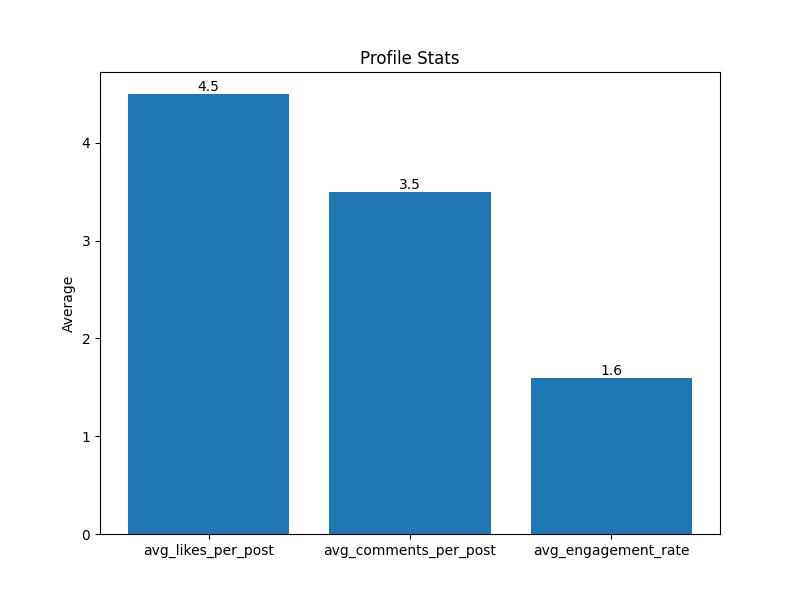 Profile Stats
4.5
3.5
1.6
Average
4
3
2
1
0
avg_likes_per_post
avg_comments_per_post
avg_engagement_rate